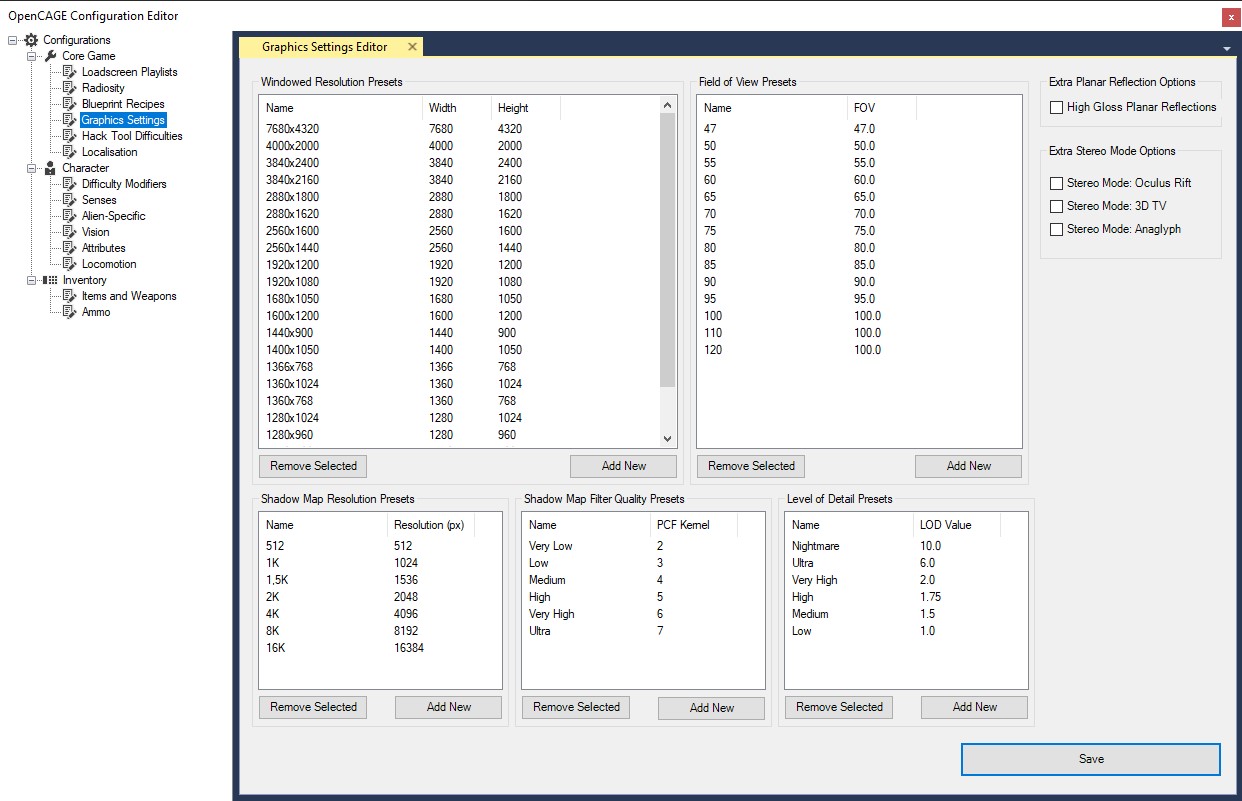 OpenCAGE Configuration Editor
x
Configurations
Core Game
Loadscreen Playlists
Radiosity
Blueprint Recipes
Graphics Settings
Hack Tool Difficulties
Localisation
Character
Difficulty Modifiers
Senses
Alien-Specific
Vision
Attributes
Locomotion
Inventory
Items and Weapons
Ammo
Graphics Settings Editor
Windowed Resolution Presets
Name Width Height
7680x4320 7680 4320
4000x2000 4000 2000
3840x2400 3840 2400
3840x2160 3840 2160
2880x1800 2880 1800
2880x1620 2880 1620
2560x1600 2560 1600
2560x1440 2560 1440
1920x1200 1920 1200
1920x1080 1920 1080
1680x1050 1680 1050
1600x1200 1600 1200
1440x900 1440 900
1400x1050 1400 1050
1366x768 1366 768
1360x1024 1360 1024
1360x768 1360 768
1280x1024 1280 1024
1280x960 1280 960
Remove Selected Add New
Field of View Presets
Name FOV
47 47.0
50 50.0
55 55.0
60 60.0
65 65.0
70 70.0
75 75.0
80 80.0
85 85.0
90 90.0
95 95.0
100 100.0
110 100.0
120 100.0
Remove Selected Add New
Extra Planar Reflection Options
High Gloss Planar Reflections
Extra Stereo Mode Options
Stereo Mode: Oculus Rift
Stereo Mode: 3D TV
Stereo Mode: Anaglyph
Shadow Map Resolution Presets
Name Resolution (px)
512 512
1K 1024
1,5K 1536
2K 2048
4K 4096
8K 8192
16K 16384
Remove Selected Add New
Shadow Map Filter Quality Presets
Name PCF Kernel
Very Low 2
Low 3
Medium 4
High 5
Very High 6
Ultra 7
Remove Selected Add New
Level of Detail Presets
Name LOD Value
Nightmare 10.0
Ultra 6.0
Very High 2.0
High 1.75
Medium 1.5
Low 1.0
Remove Selected Add New
Save